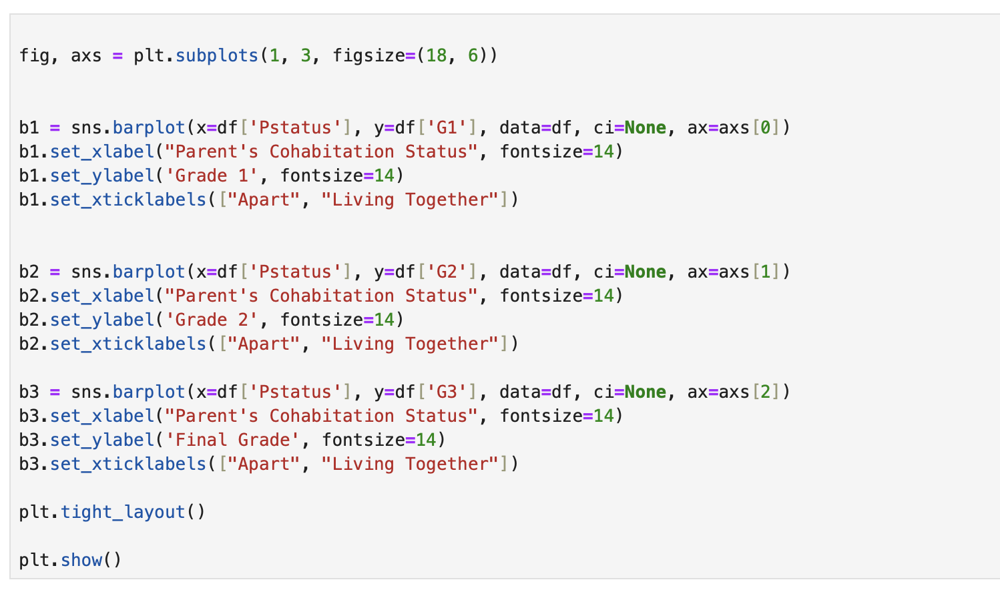 fig, axs = plt.subplots(1, 3, figsize=(18, 6))
b1 = sns.barplot(x=df['Pstatus'], y=df['G1'], data=df, ci=None, ax=axs[0])
b1.set_xlabel("Parent's Cohabitation Status", fontsize=14)
b1.set_ylabel('Grade 1', fontsize=14)
b1.set_xticklabels(["Apart", "Living Together"])
b2 = sns.barplot(x=df['Pstatus'], y=df['G2'], data=df, ci=None, ax=axs[1])
b2.set_xlabel("Parent's Cohabitation Status", fontsize=14)
b2.set_ylabel('Grade 2', fontsize=14)
b2.set_xticklabels(["Apart", "Living Together"])
b3 = sns.barplot(x=df['Pstatus'], y=df['G3'], data=df, ci=None, ax=axs[2])
b3.set_xlabel("Parent's Cohabitation Status", fontsize=14)
b3.set_ylabel('Final Grade', fontsize=14)
b3.set_xticklabels(["Apart", "Living Together"])
plt.tight_layout()
plt.show()